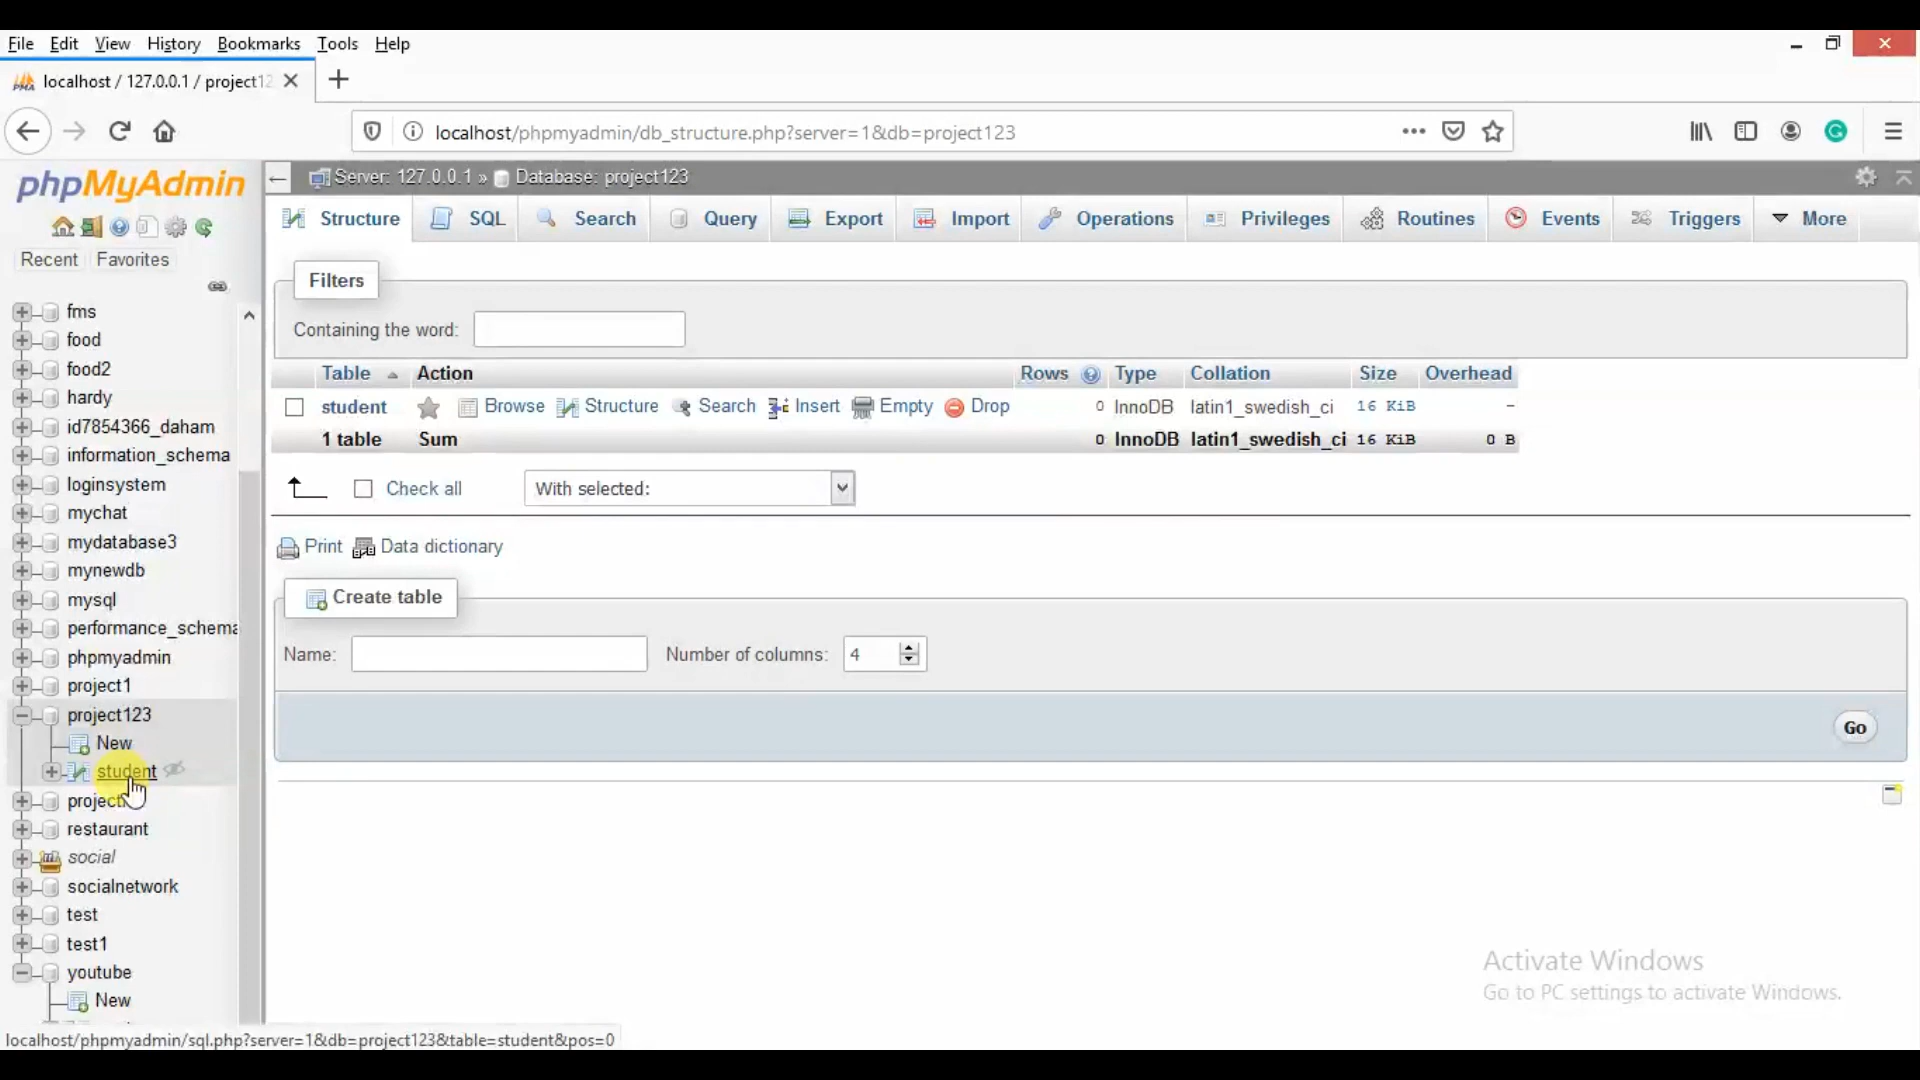 File Edit View History Bookmarks Tools Help
localhost / 127.0.0.1 / project12
localhost/phpmyadmin/db_structure.php?server=1&db=project123
phpMyAdmin
Server: 127.0.0.1 » Database: project123
Structure SQL Search Query Export Import Operations Privileges Routines Events Triggers More
Recent Favorites
fms
food
food2
hardy
id7854366_daham
information_schema
loginsystem
mychat
mydatabase3
mynewdb
mysql
performance_schema
phpmyadmin
project1
project123
New
student
project
restaurant
social
socialnetwork
test
test1
youtube
New
Filters
Containing the word:
Table Action Rows Type Collation Size Overhead
student Browse Structure Search Insert Empty Drop 0 InnoDB latin1_swedish_ci 16 KiB -
1 table Sum 0 InnoDB latin1_swedish_ci 16 KiB 0 B
Check all With selected:
Print Data dictionary
Create table
Name: Number of columns: 4
Go
Activate Windows
Go to PC settings to activate Windows.
localhost/phpmyadmin/sql.php?server=1&db=project123&table=student&pos=0